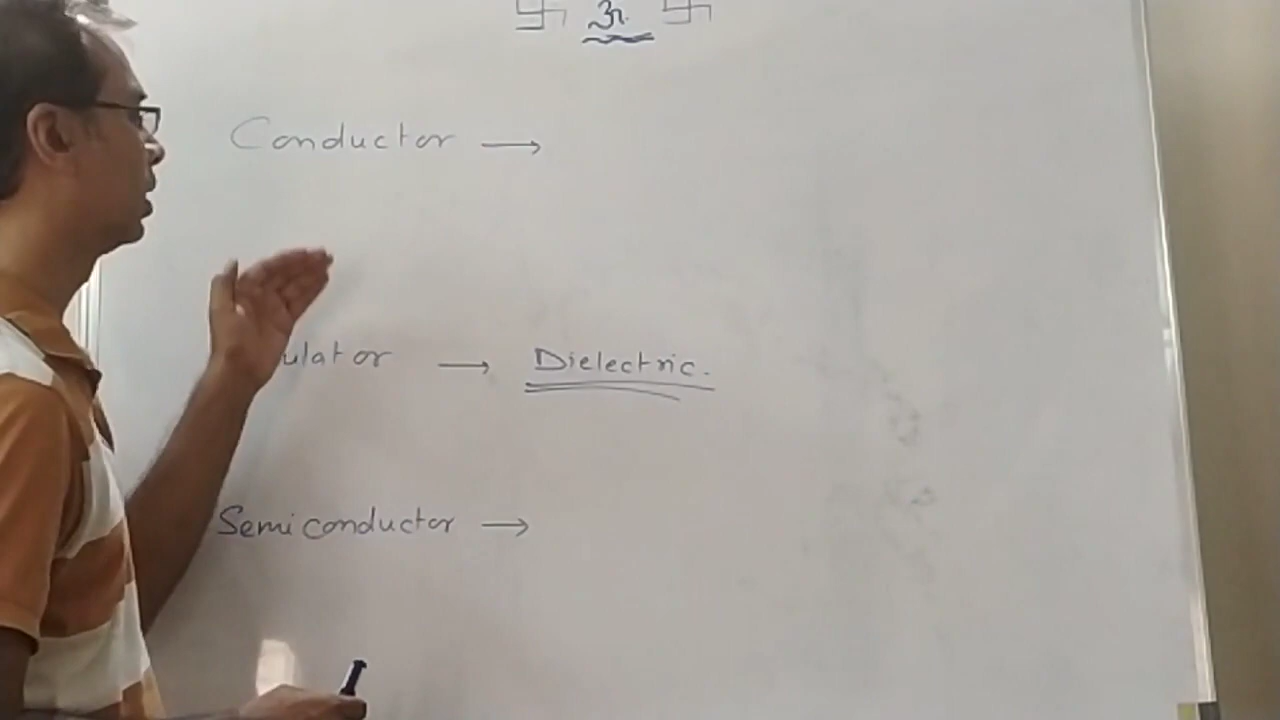 ॐ
Conductor →
ulator → Dielectric.
Semiconductor →